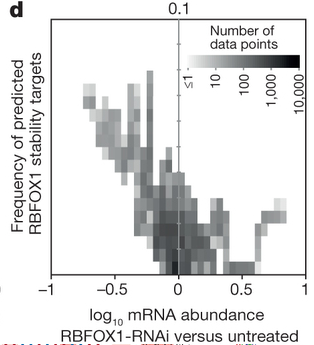 d
0.1
Number of
data points
≤1
10
100
1,000
10,000
Frequency of predicted
RBFOX1 stability targets
−1
−0.5
0
0.5
1
log10 mRNA abundance
RBFOX1-RNAi versus untreated